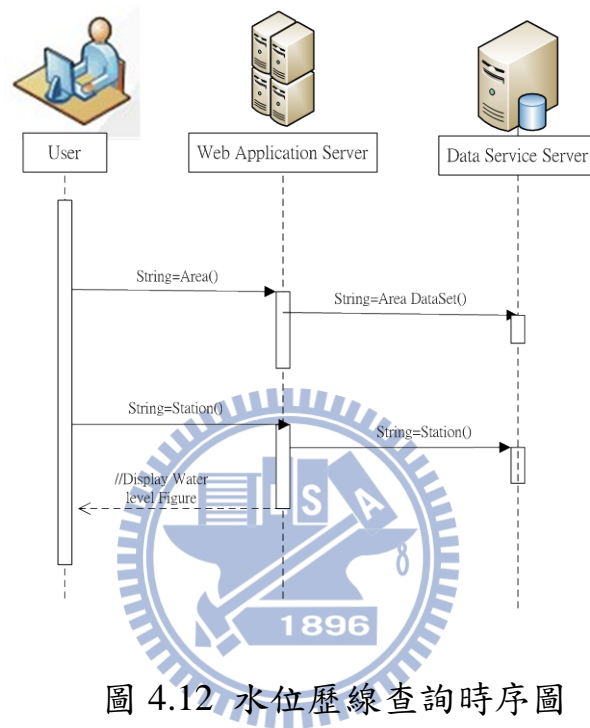 User
Web Application Server
Data Service Server
String=Area()
String=Area DataSet()
String=Station()
String=Station()
//Display Water
level Figure
E S A
8
1896
圖 4.12 水位歷線查詢時序圖